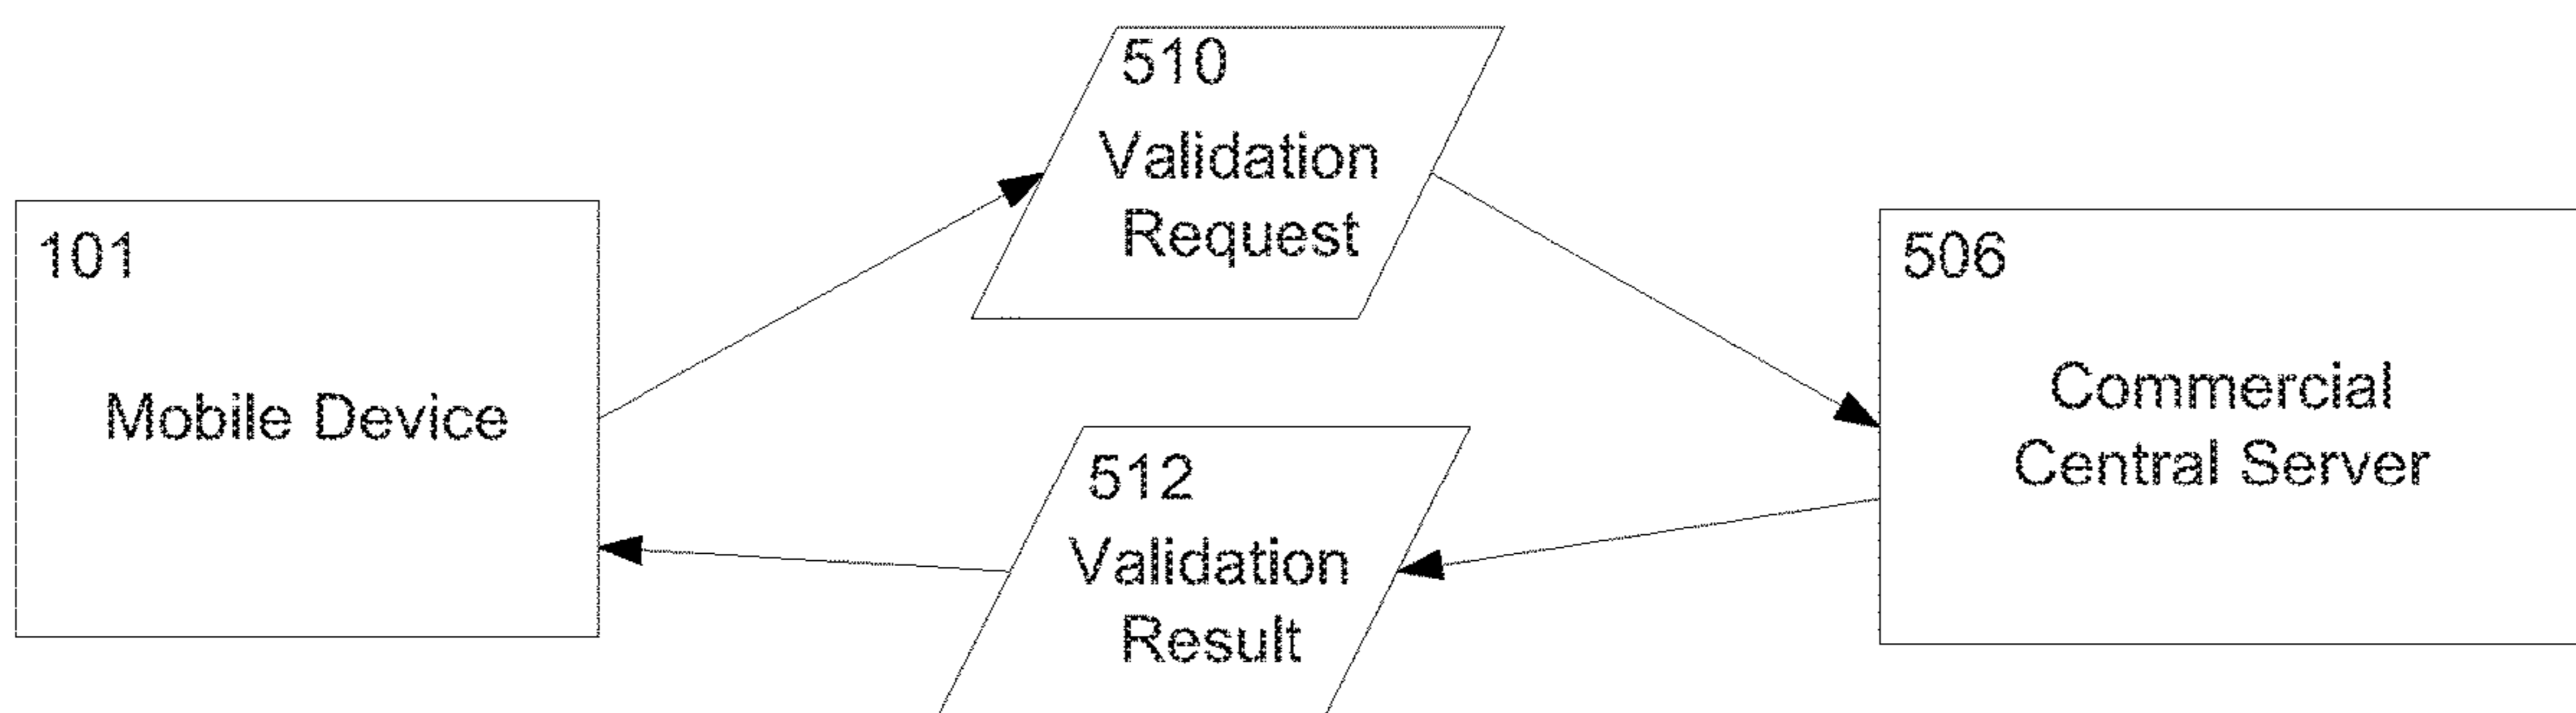 510
Validation
Request
101
Mobile Device
506
Commercial
Central Server
512
Validation
Result